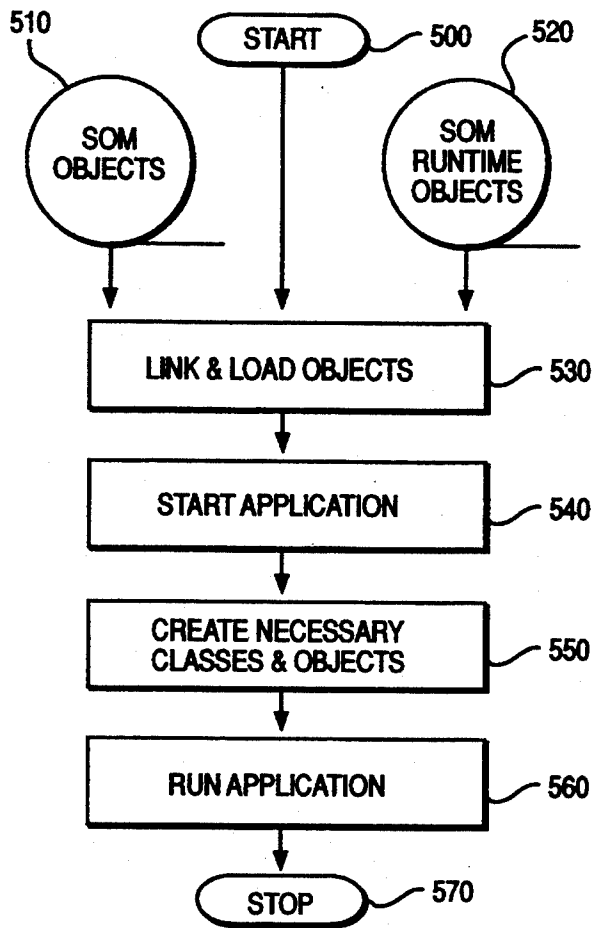 510
START
500
520
SOM
OBJECTS
SOM
RUNTIME
OBJECTS
LINK & LOAD OBJECTS
530
START APPLICATION
540
CREATE NECESSARY
CLASSES & OBJECTS
550
RUN APPLICATION
560
STOP
570